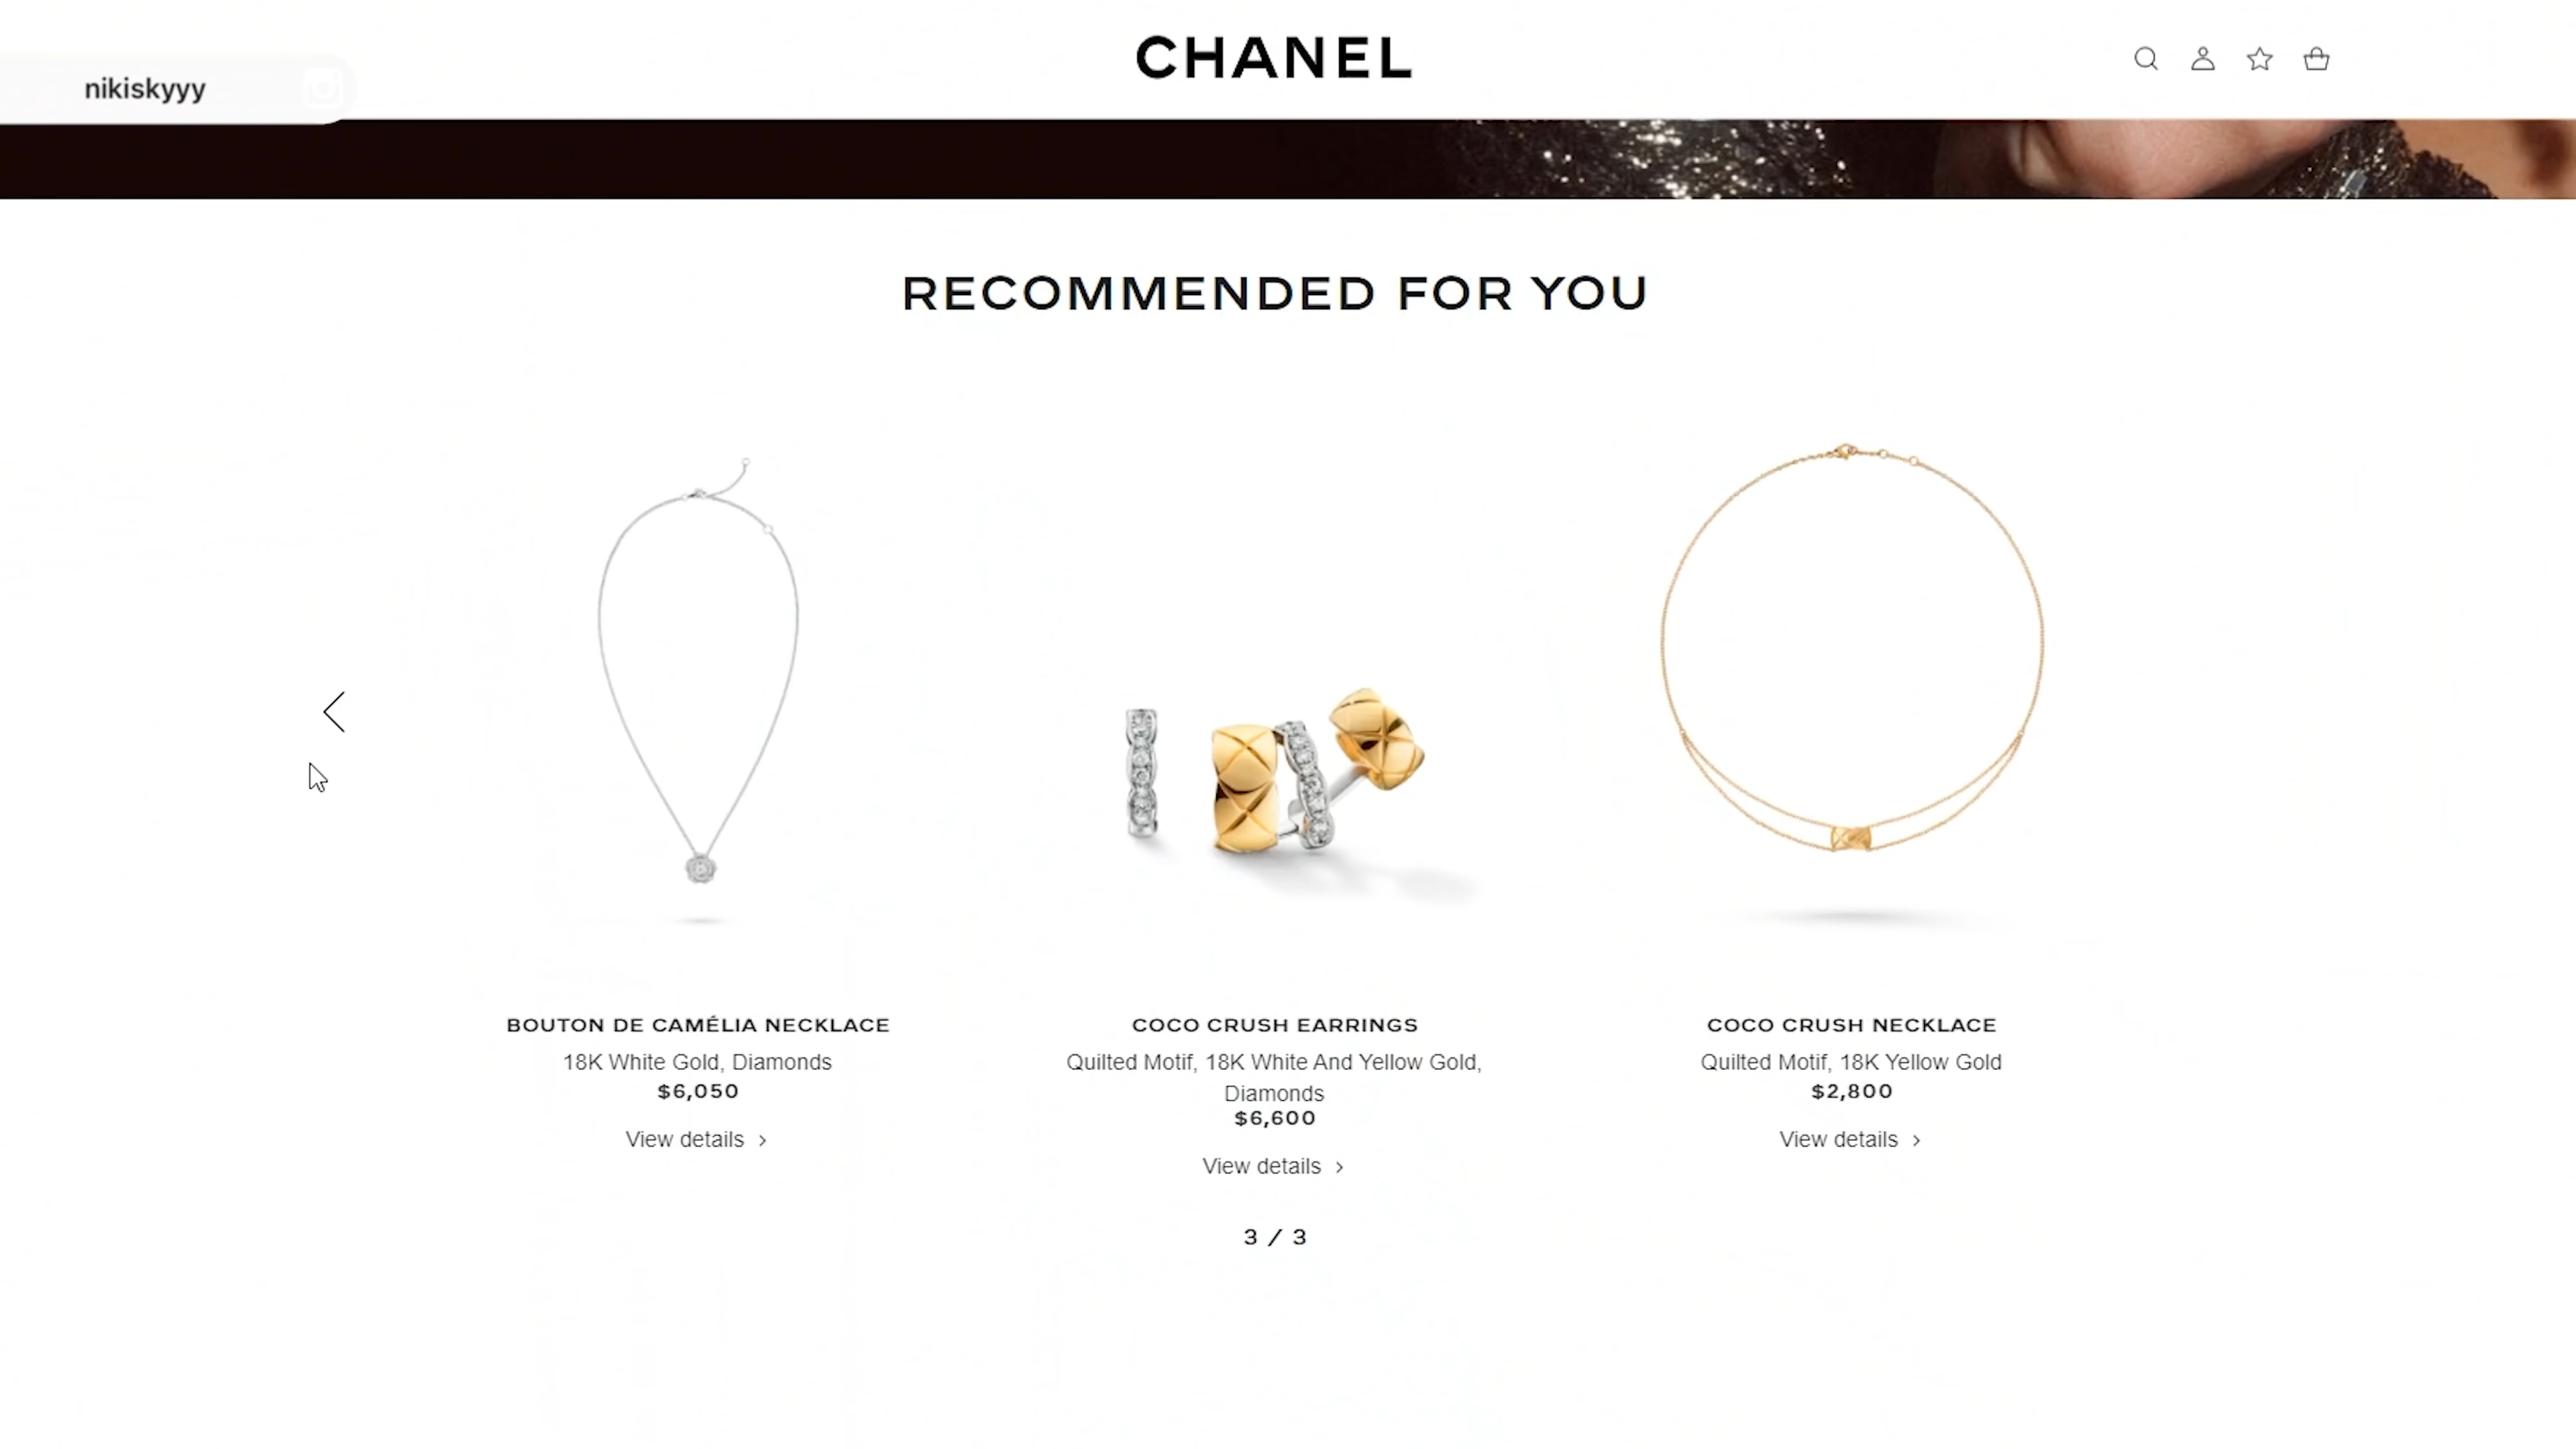 CHANEL
nikiskyyy
RECOMMENDED FOR YOU
BOUTON DE CAMÉLIA NECKLACE
18K White Gold, Diamonds
$6,050
View details
COCO CRUSH EARRINGS
Quilted Motif, 18K White And Yellow Gold,
Diamonds
$6,600
View details
COCO CRUSH NECKLACE
Quilted Motif, 18K Yellow Gold
$2,800
View details
3 / 3